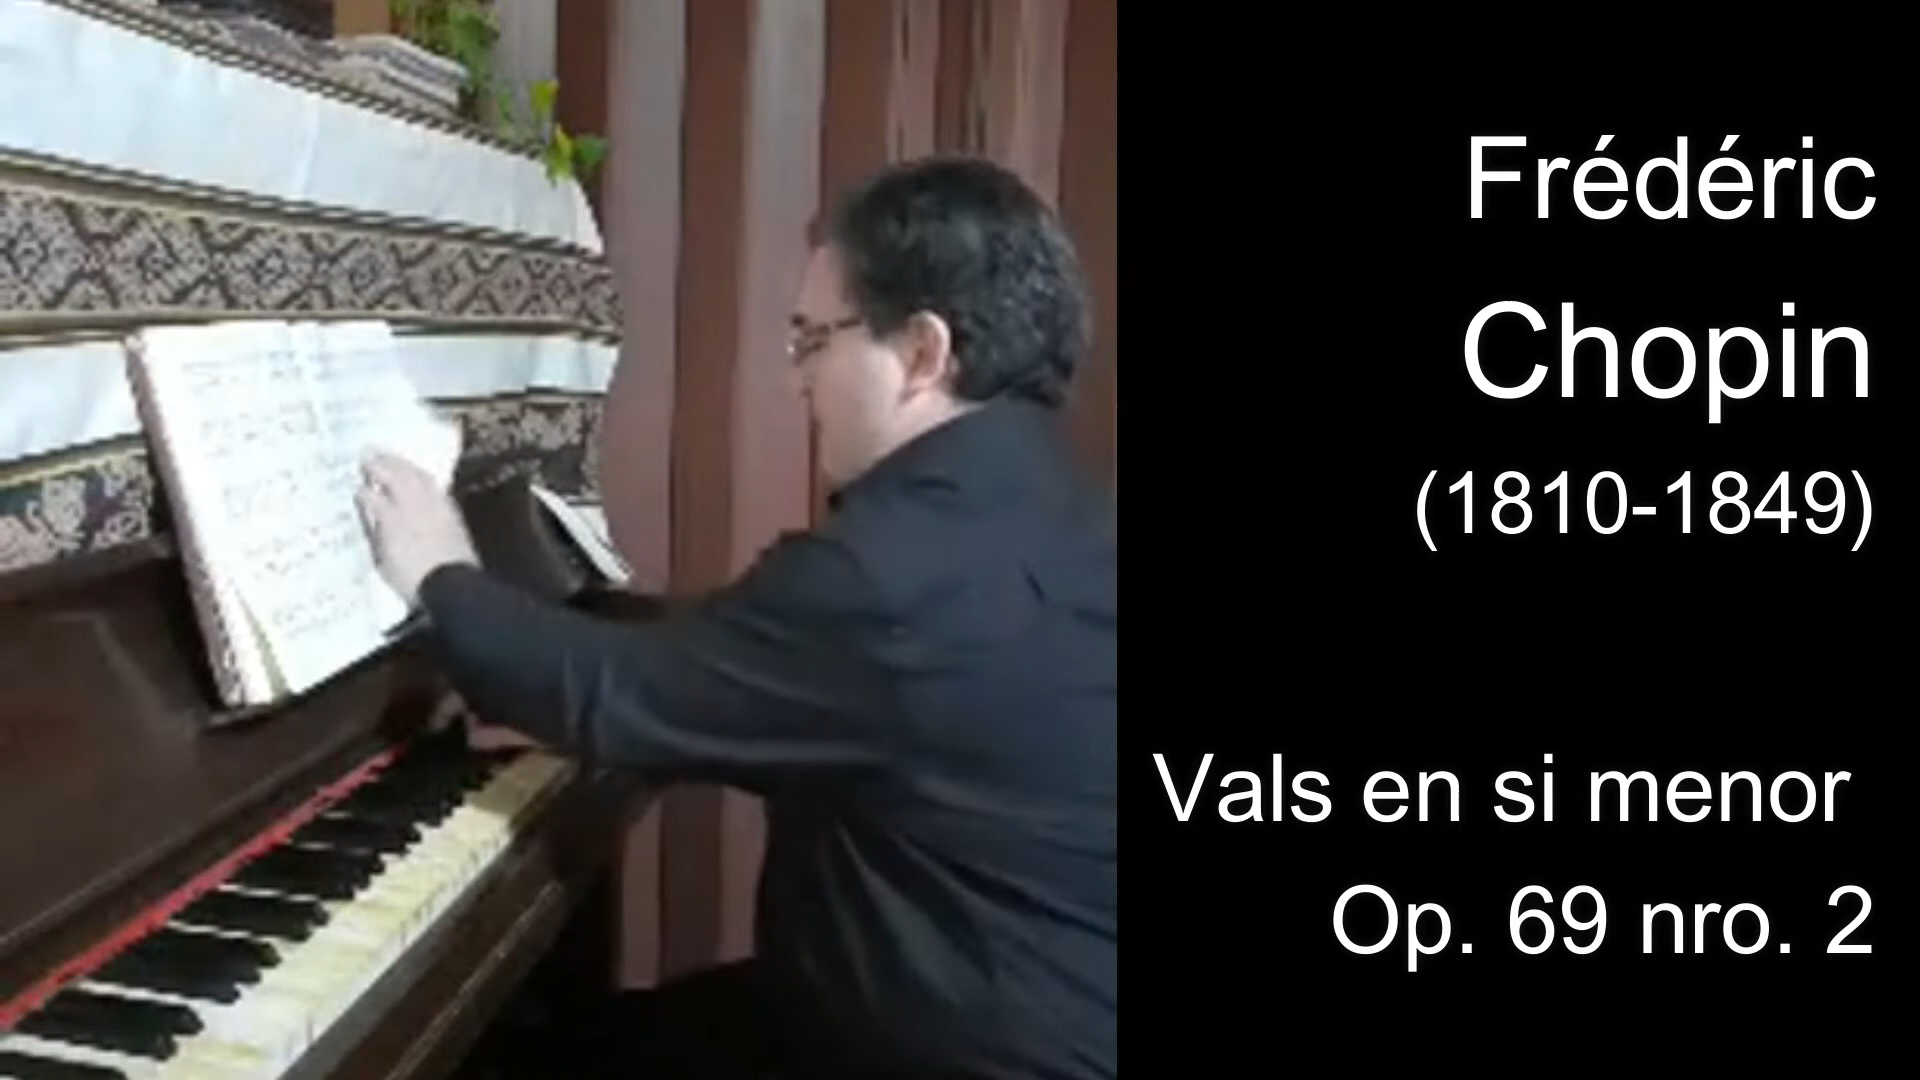 Frédéric
Chopin
(1810-1849)
Vals en si menor
Op. 69 nro. 2